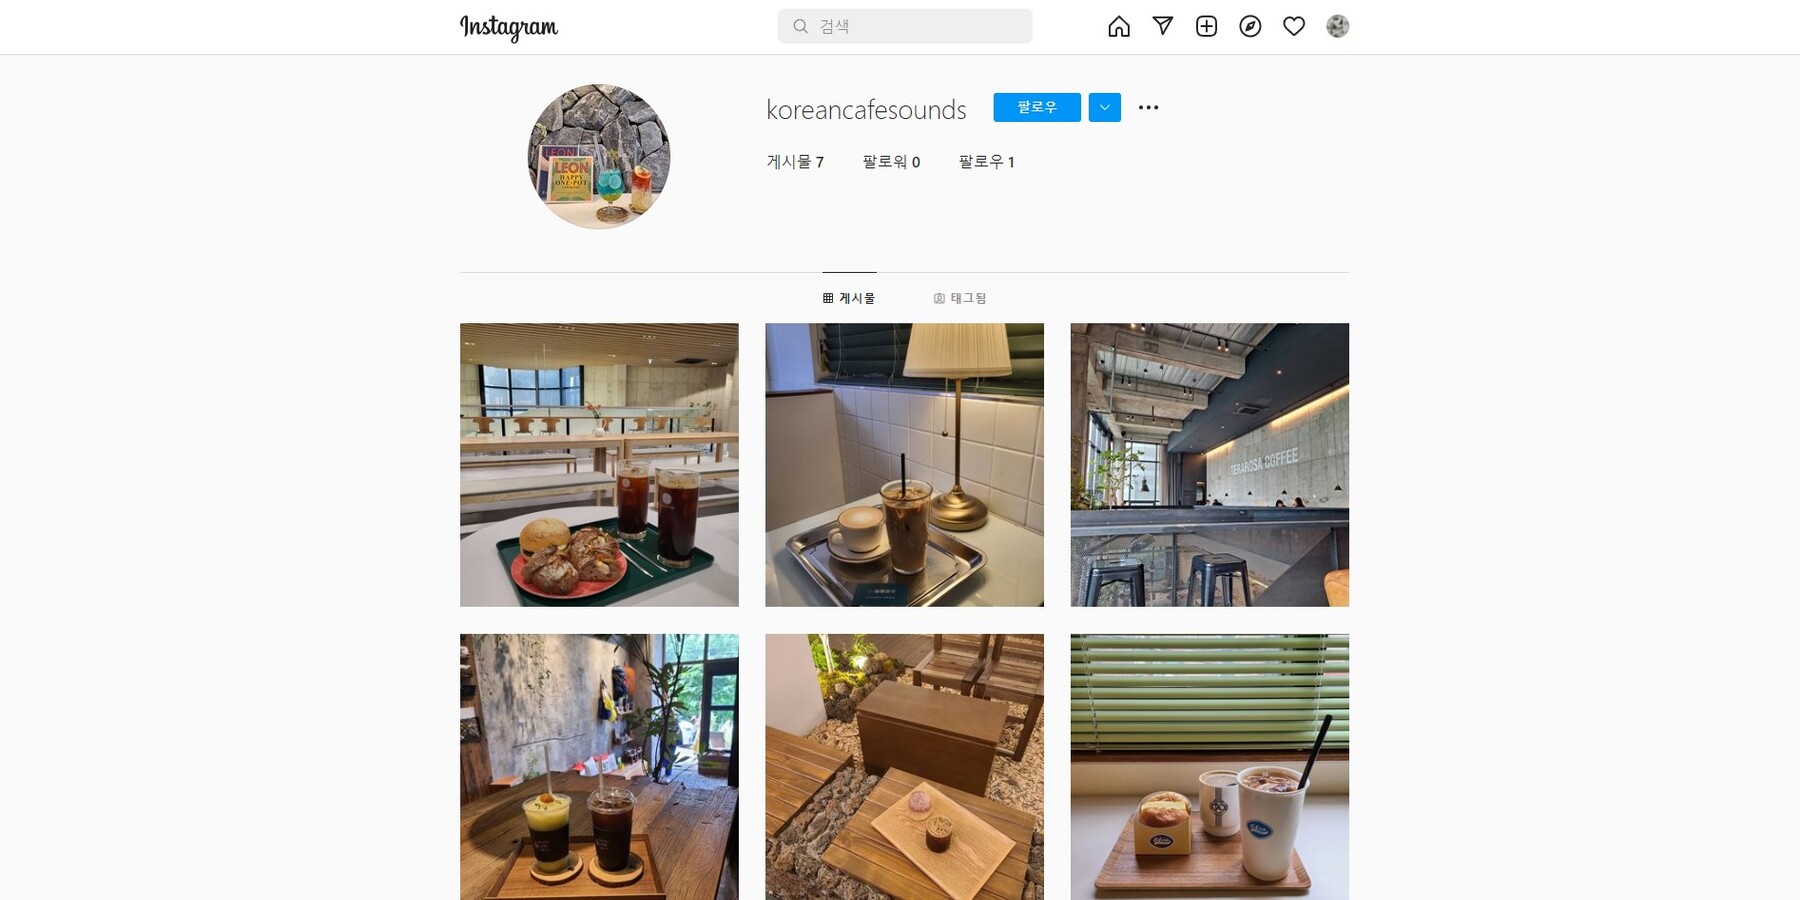 Instagram
검색
koreancafesounds
팔로우
게시물 7 팔로워 0 팔로우 1
LEON
LEON
HAPPY
ONE-POT
게시물
태그됨
TERAROSA COFFEE